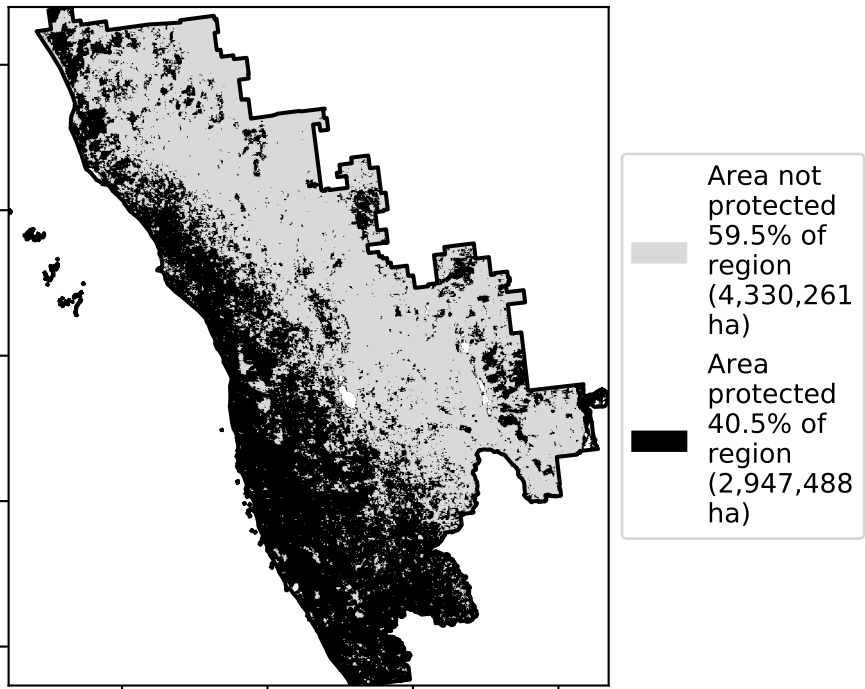 Area not
protected
59.5% of
region
(4,330,261
ha)
Area
protected
40.5% of
region
(2,947,488
ha)